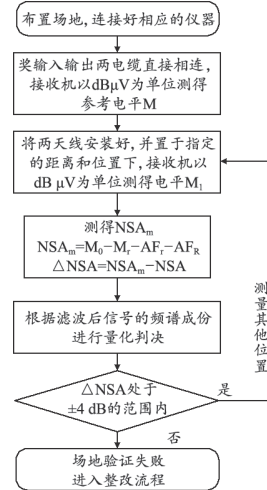 布置场地,连接好相应的仪器
奖输入输出两电缆直接相连,
接收机以dBμV为单位测得
参考电平M
将两天线安装好,并置于指定
的距离和位置下,接收机以
dB μV为单位测得电平M₁
测得NSAₘ
NSAₘ=M₀−Mᵣ−AFᵣ−AF_R
△NSA=NSAₘ−NSA
根据滤波后信号的频谱成份
进行量化判决
△NSA处于
±4 dB的范围内
是
测
量
其
他
位
置
否
场地验证失败
进入整改流程